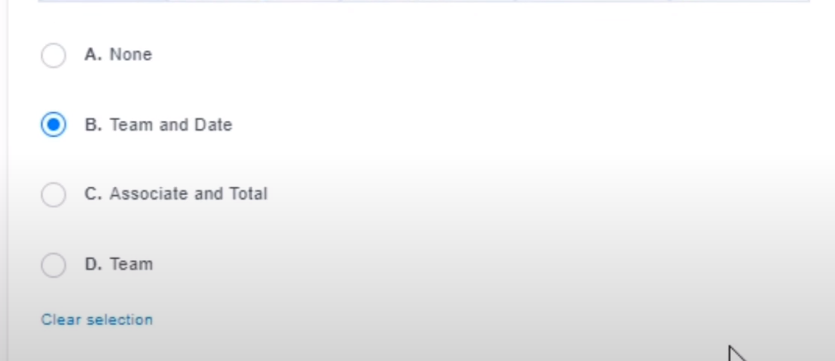 A. None
B. Team and Date
C. Associate and Total
D. Team
Clear selection